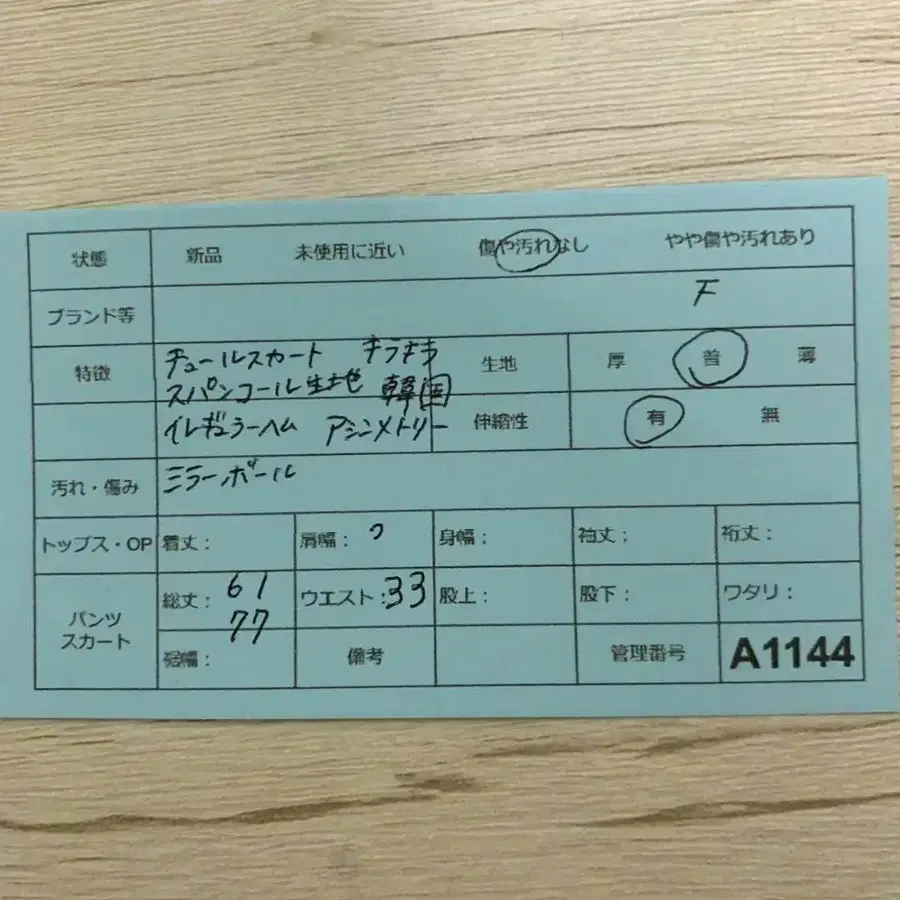 状態 新品 未使用に近い 傷や汚れなし やや傷や汚れあり
ブランド等 F
特徴 チュールスカート キラキラ 生地 厚 普 薄
スパンコール生地 韓国
イレギュラーヘム アシンメトリー 伸縮性 有 無
汚れ・傷み ミラーボール
トップス・OP 着丈: 肩幅: 身幅: 袖丈: 裄丈:
パンツ スカート 総丈: 61 ウエスト:33 股上: 股下: ワタリ:
77
裾幅: 備考 管理番号 A1144